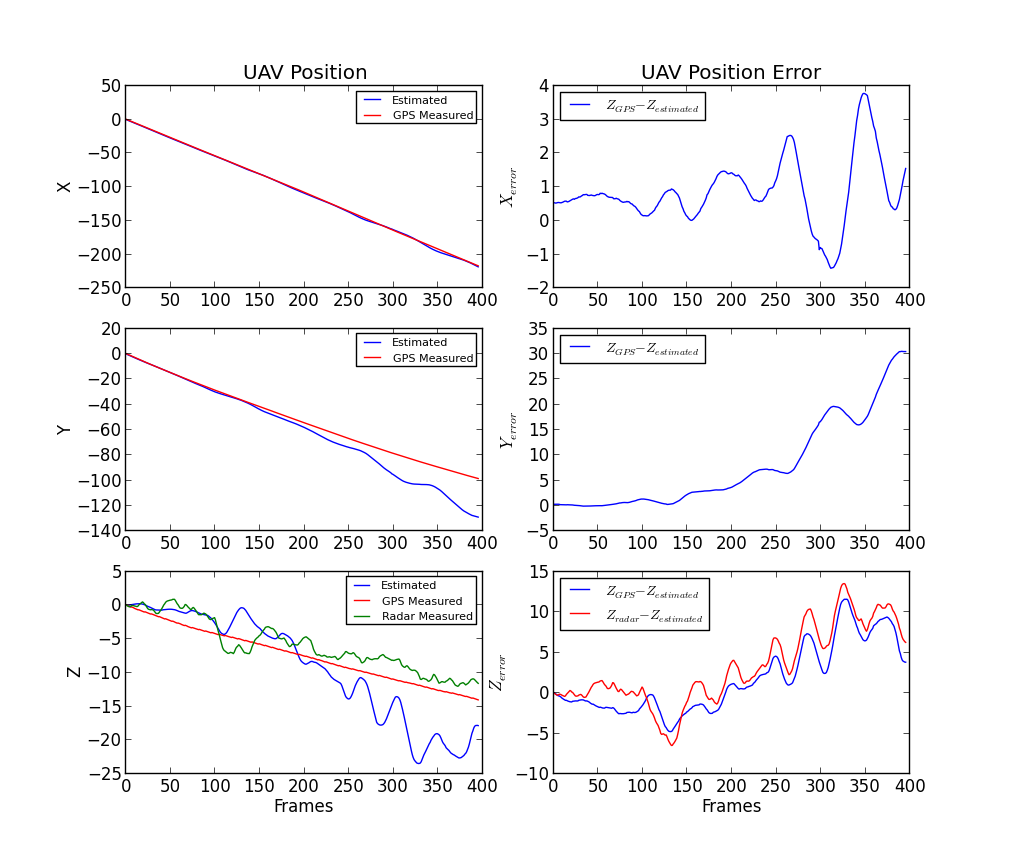 UAV Position
50
0
−50
−100
−150
−200
−250
X
Estimated
GPS Measured
0 50 100 150 200 250 300 350 400
UAV Position Error
4
3
2
1
0
−1
−2
X_error
Z_GPS−Z_estimated
0 50 100 150 200 250 300 350 400
20
0
−20
−40
−60
−80
−100
−120
−140
Y
Estimated
GPS Measured
0 50 100 150 200 250 300 350 400
35
30
25
20
15
10
5
0
−5
Y_error
Z_GPS−Z_estimated
0 50 100 150 200 250 300 350 400
5
0
−5
−10
−15
−20
−25
Z
Estimated
GPS Measured
Radar Measured
0 50 100 150 200 250 300 350 400
Frames
15
10
5
0
−5
−10
Z_error
Z_GPS−Z_estimated
Z_radar−Z_estimated
0 50 100 150 200 250 300 350 400
Frames